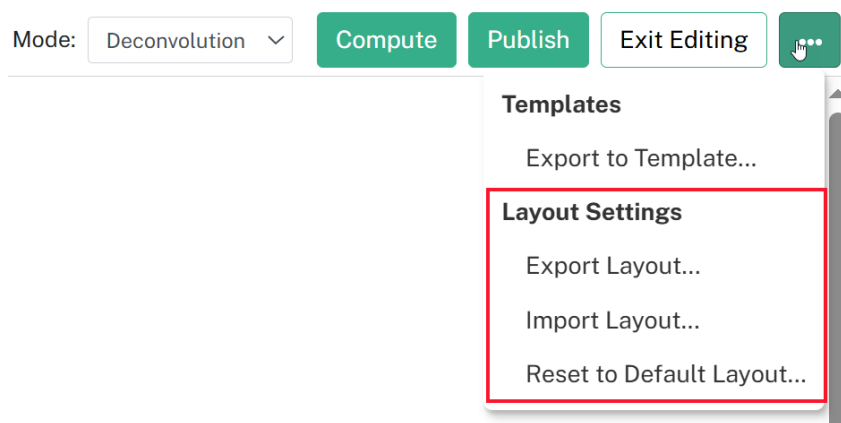 Mode: Deconvolution Compute Publish Exit Editing
Templates
Export to Template...
Layout Settings
Export Layout...
Import Layout...
Reset to Default Layout...